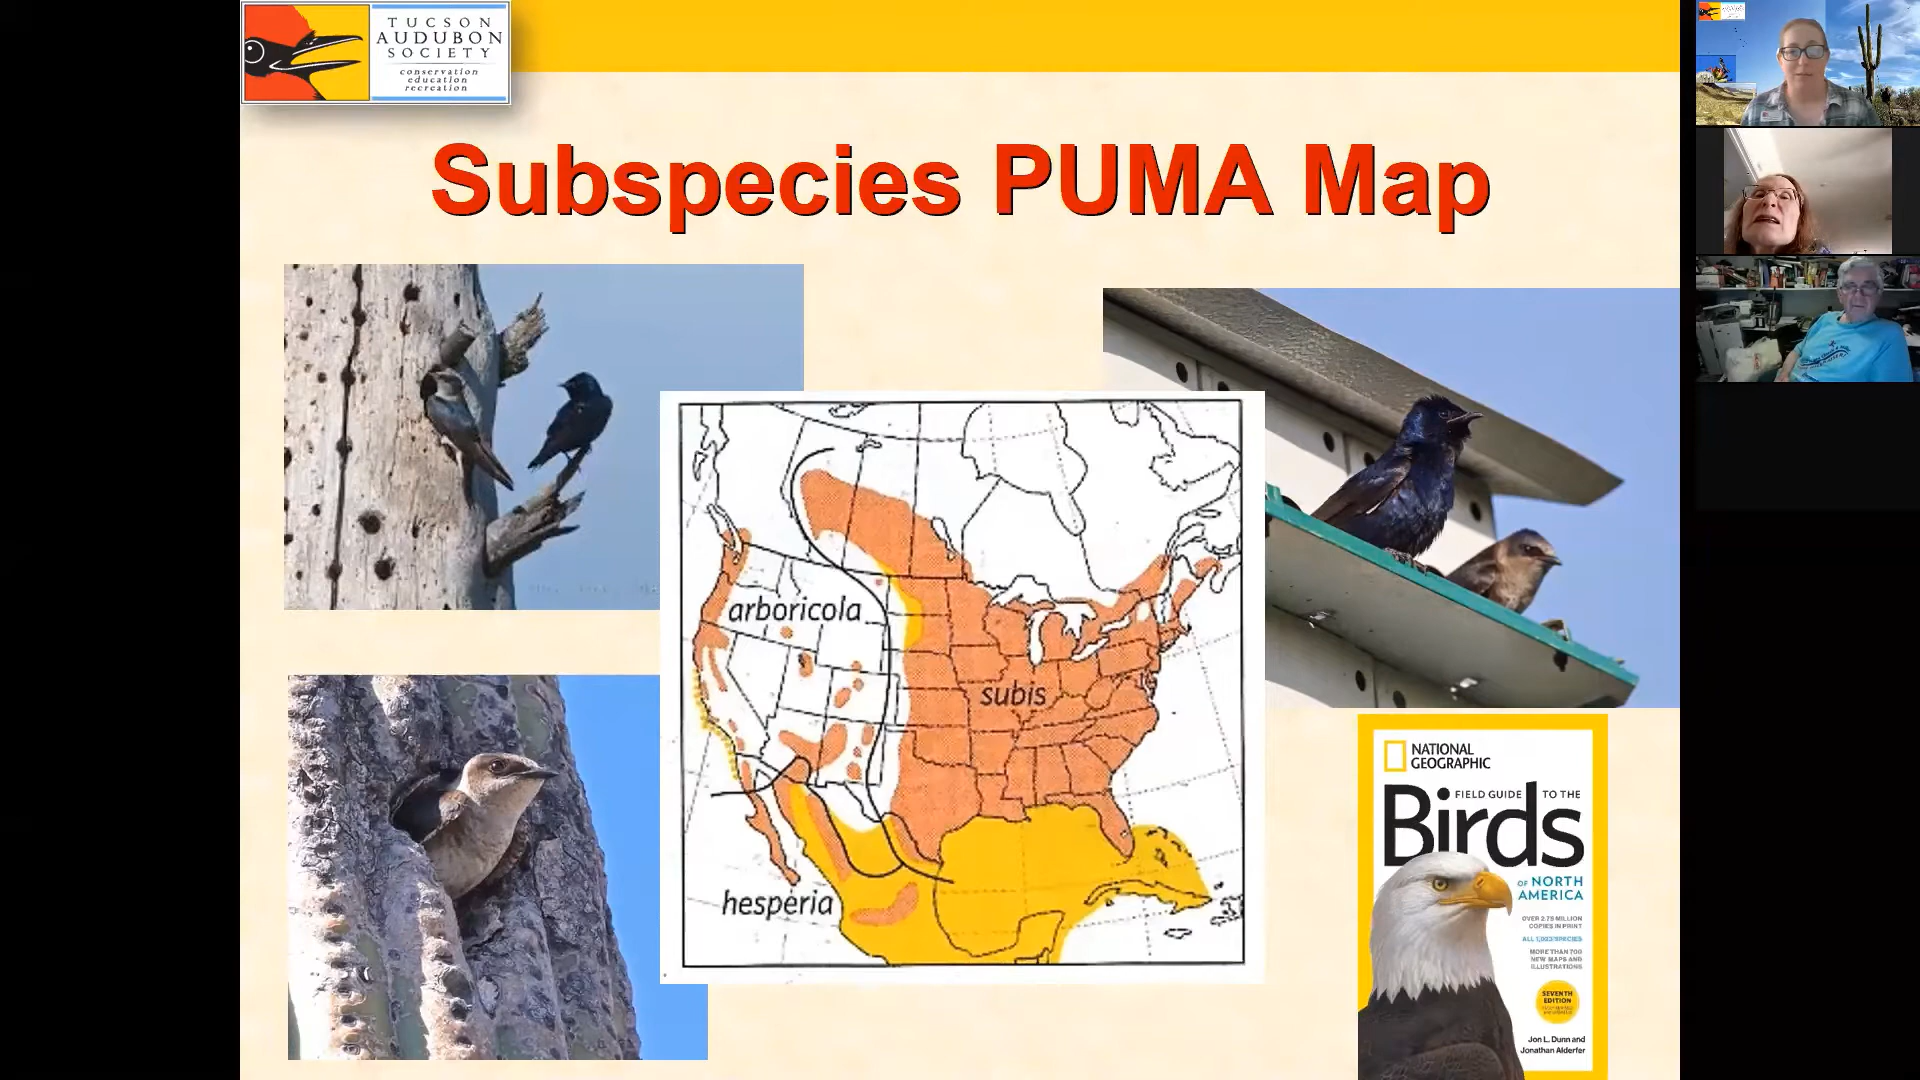 TUCSON
AUDUBON
SOCIETY
conservation
education
recreation
Subspecies PUMA Map
arboricola
subis
hesperia
NATIONAL
GEOGRAPHIC
FIELD GUIDE TO THE
Birds
OF NORTH
AMERICA
OVER 2.75 MILLION
COPIES IN PRINT
ALL 1,023 SPECIES
MORE THAN 700
NEW MAPS AND
ILLUSTRATIONS
SEVENTH
EDITION
Jon L. Dunn and
Jonathan Alderfer